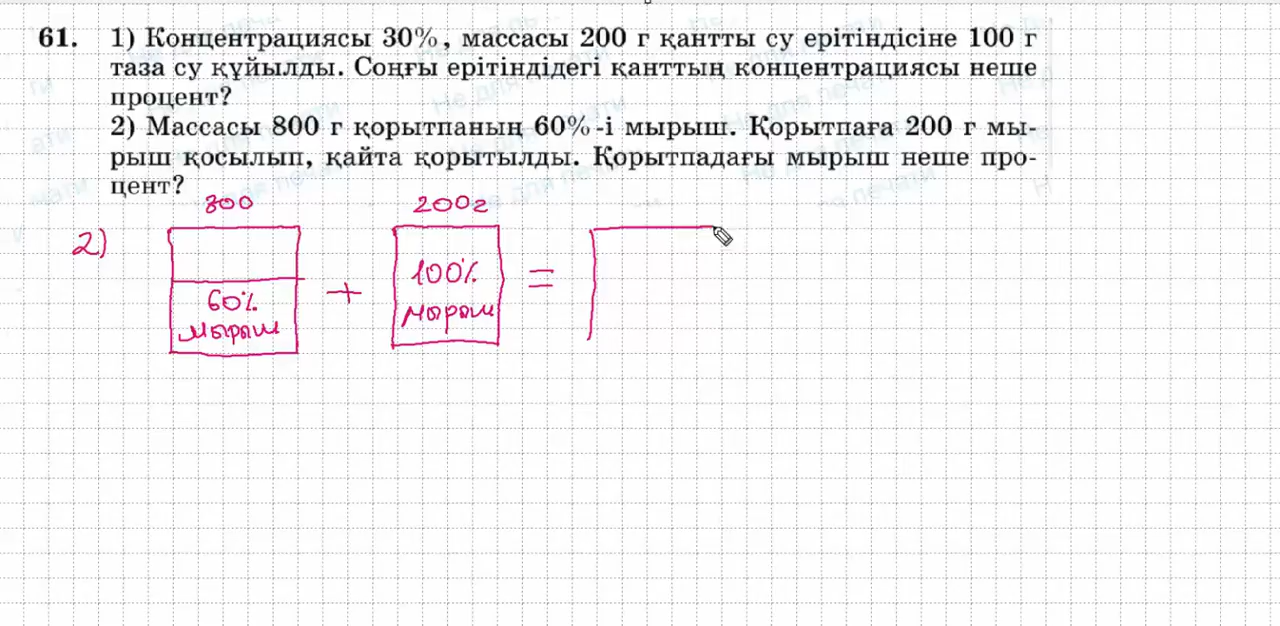 61. 1) Концентрациясы 30%, массасы 200 г қантты су ерітіндісіне 100 г
таза су құйылды. Соңғы ерітіндідегі қанттың концентрациясы неше
процент?
2) Массасы 800 г қорытпаның 60%-і мырыш. Қорытпаға 200 г мы-
рыш қосылып, қайта қорытылды. Қорытпадағы мырыш неше про-
цент?
800 200г
2) 60% мырыш + 100% мырыш =